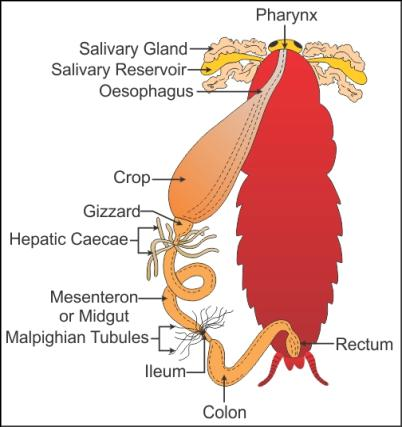 Pharynx
Salivary Gland
Salivary Reservoir
Oesophagus
Crop
Gizzard
Hepatic Caecae
Mesenteron
or Midgut
Malpighian Tubules
Rectum
Ileum
Colon